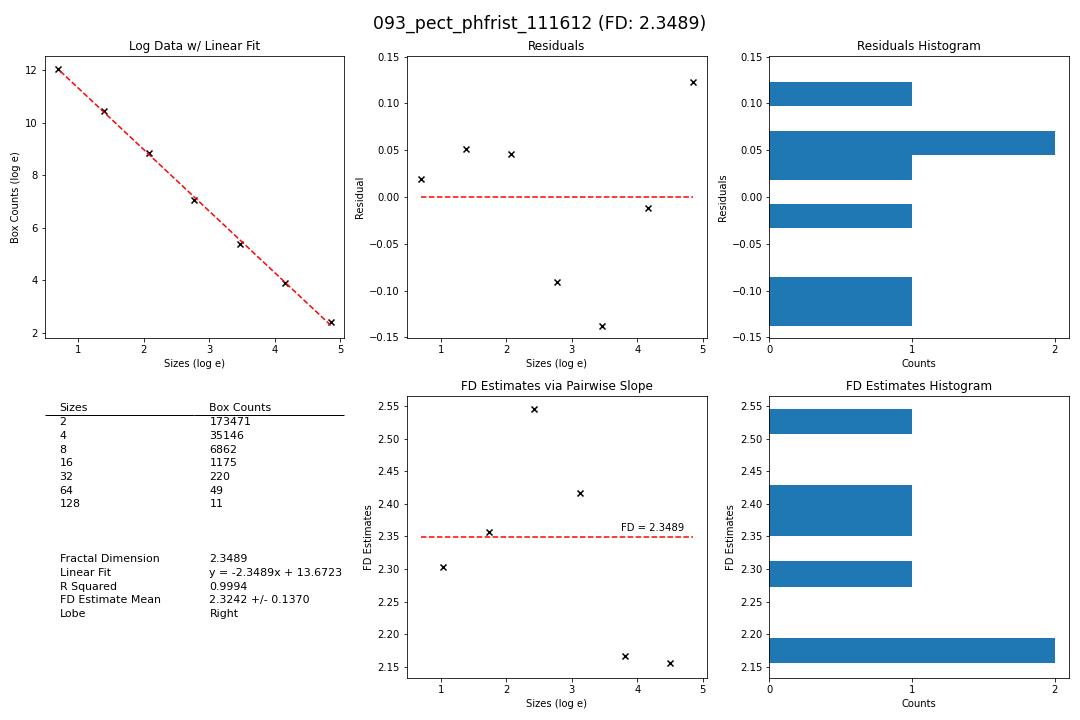 093_pect_phfrist_111612 (FD: 2.3489)
Log Data w/ Linear Fit
12
10
8
6
4
2
Box Counts (log e)
1 2 3 4 5
Sizes (log e)
Residuals
0.15
0.10
0.05
0.00
−0.05
−0.10
−0.15
Residual
1 2 3 4 5
Sizes (log e)
Residuals Histogram
0.15
0.10
0.05
0.00
−0.05
−0.10
−0.15
Residuals
0 1 2
Counts
Sizes Box Counts
2 173471
4 35146
8 6862
16 1175
32 220
64 49
128 11
Fractal Dimension 2.3489
Linear Fit y = -2.3489x + 13.6723
R Squared 0.9994
FD Estimate Mean 2.3242 +/- 0.1370
Lobe Right
FD Estimates via Pairwise Slope
2.55
2.50
2.45
2.40
2.35
2.30
2.25
2.20
2.15
FD Estimates
FD = 2.3489
1 2 3 4 5
Sizes (log e)
FD Estimates Histogram
2.55
2.50
2.45
2.40
2.35
2.30
2.25
2.20
2.15
FD Estimates
0 1 2
Counts